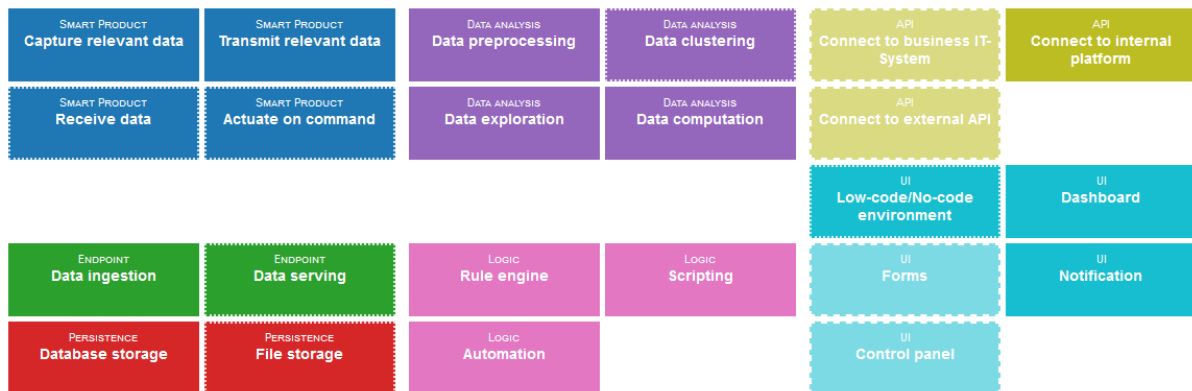 SMART PRODUCT
Capture relevant data
SMART PRODUCT
Transmit relevant data
DATA ANALYSIS
Data preprocessing
DATA ANALYSIS
Data clustering
API
Connect to business IT-
System
API
Connect to internal
platform
SMART PRODUCT
Receive data
SMART PRODUCT
Actuate on command
DATA ANALYSIS
Data exploration
DATA ANALYSIS
Data computation
API
Connect to external API
UI
Low-code/No-code
environment
UI
Dashboard
ENDPOINT
Data ingestion
ENDPOINT
Data serving
LOGIC
Rule engine
LOGIC
Scripting
UI
Forms
UI
Notification
PERSISTENCE
Database storage
PERSISTENCE
File storage
LOGIC
Automation
UI
Control panel